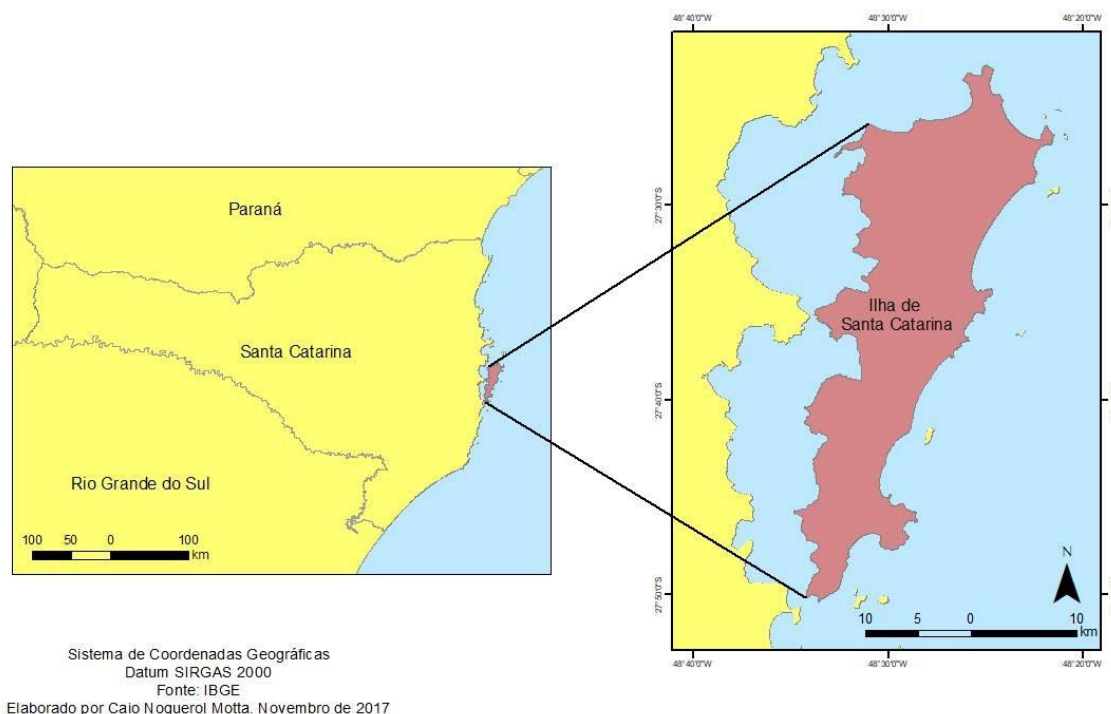 Paraná
Santa Catarina
Rio Grande do Sul
100 50 0 100
km
Sistema de Coordenadas Geográficas
Datum SIRGAS 2000
Fonte: IBGE
Elaborado por Caio Noguerol Motta. Novembro de 2017
48°40'0"W 48°30'0"W 48°20'0"W
27°30'0"S
27°40'0"S
27°50'0"S
Ilha de
Santa Catarina
N
10 5 0 10
km
48°40'0"W 48°30'0"W 48°20'0"W